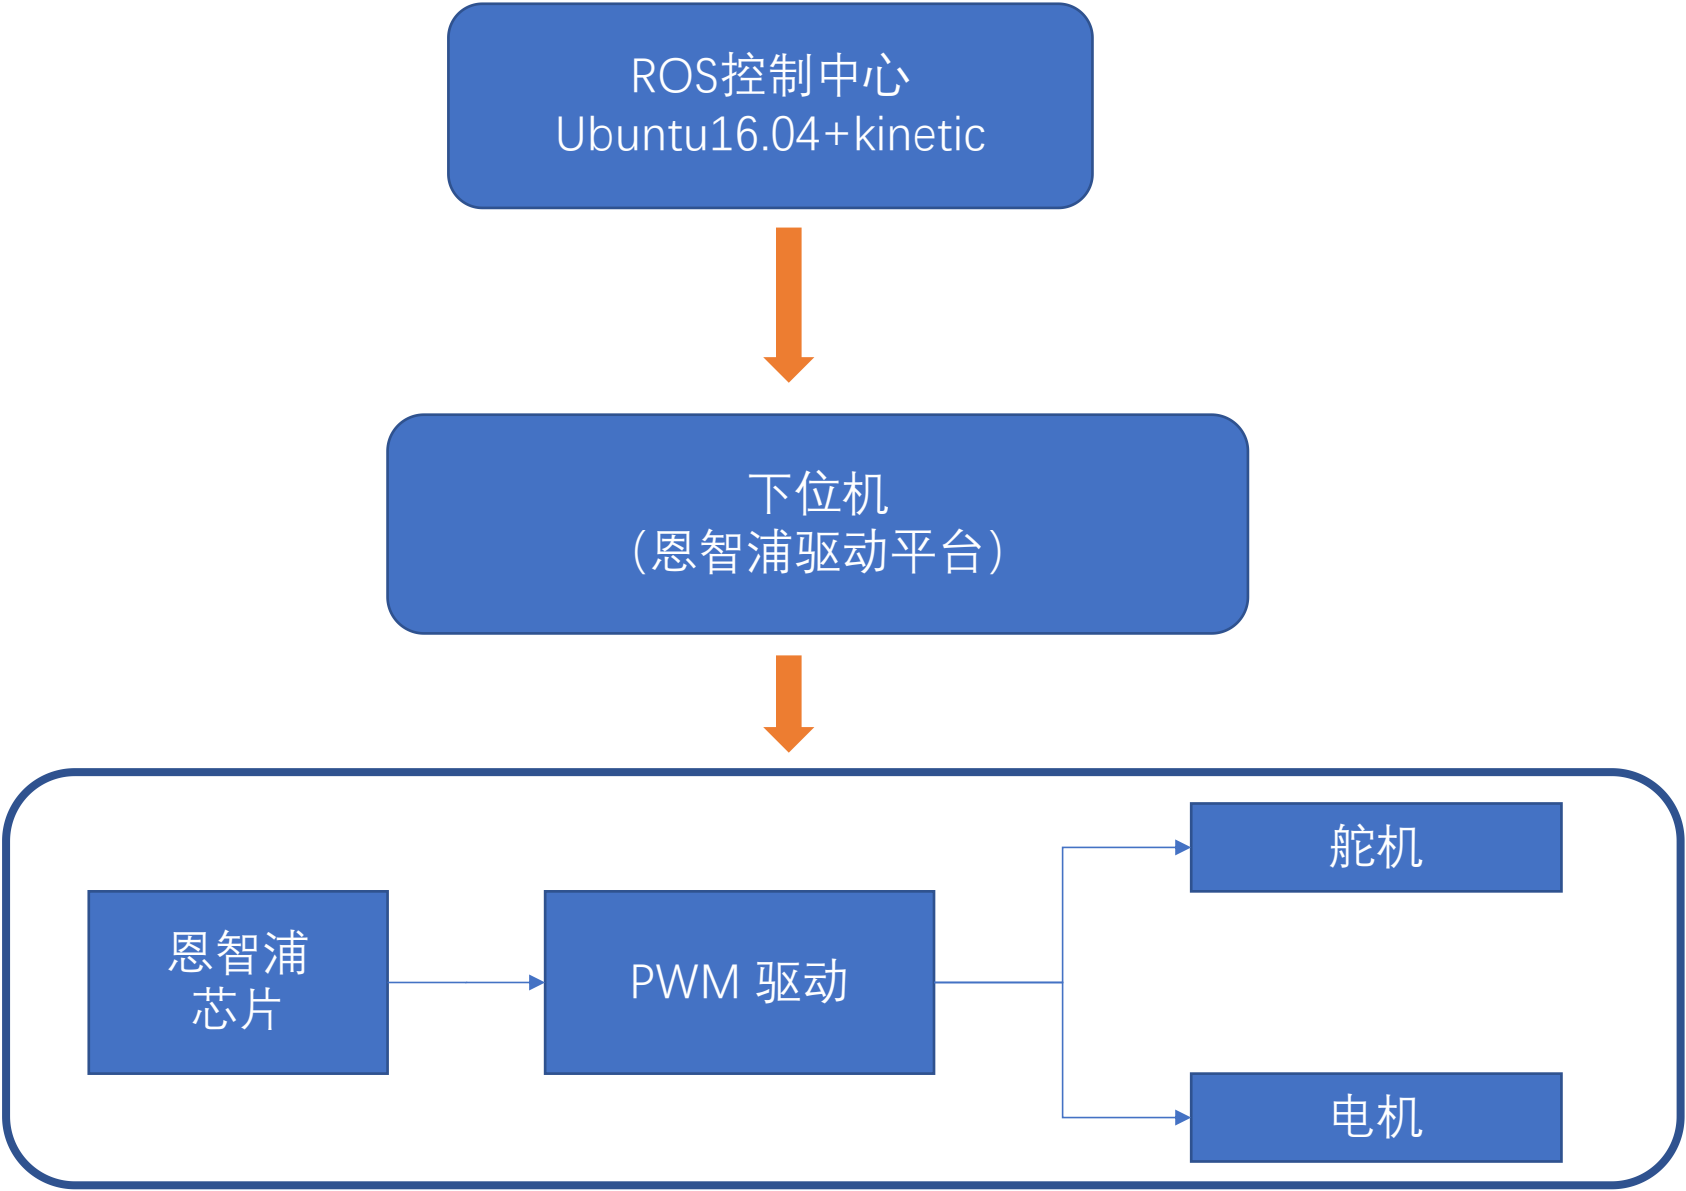 ROS控制中心
Ubuntu16.04+kinetic
下位机
（恩智浦驱动平台）
舵机
恩智浦
芯片
PWM 驱动
电机